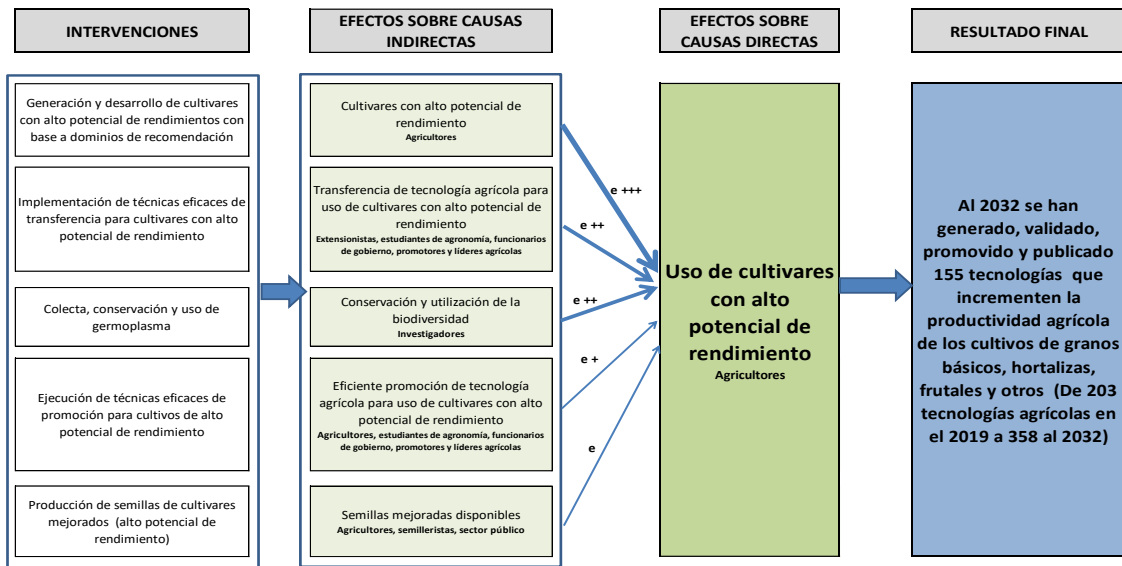 INTERVENCIONES
EFECTOS SOBRE CAUSAS
INDIRECTAS
EFECTOS SOBRE
CAUSAS DIRECTAS
RESULTADO FINAL
Generación y desarrollo de cultivares
con alto potencial de rendimientos con
base a dominios de recomendación
Implementación de técnicas eficaces de
transferencia para cultivares con alto
potencial de rendimiento
Colecta, conservación y uso de
germoplasma
Ejecución de técnicas eficaces de
promoción para cultivos de alto
potencial de rendimiento
Producción de semillas de cultivares
mejorados (alto potencial de
rendimiento)
Cultivares con alto potencial de
rendimiento
Agricultores
Transferencia de tecnología agrícola para
uso de cultivares con alto potencial de
rendimiento
Extensionistas, estudiantes de agronomía, funcionarios
de gobierno, promotores y líderes agrícolas
Conservación y utilización de la
biodiversidad
Investigadores
Eficiente promoción de tecnología
agrícola para uso de cultivares con alto
potencial de rendimiento
Agricultores, estudiantes de agronomía, funcionarios
de gobierno, promotores y líderes agrícolas
Semillas mejoradas disponibles
Agricultores, semilleristas, sector público
e +++
e ++
e ++
e +
e
Uso de cultivares
con alto
potencial de
rendimiento
Agricultores
Al 2032 se han
generado, validado,
promovido y publicado
155 tecnologías que
incrementen la
productividad agrícola
de los cultivos de granos
básicos, hortalizas,
frutales y otros (De 203
tecnologías agrícolas en
el 2019 a 358 al 2032)